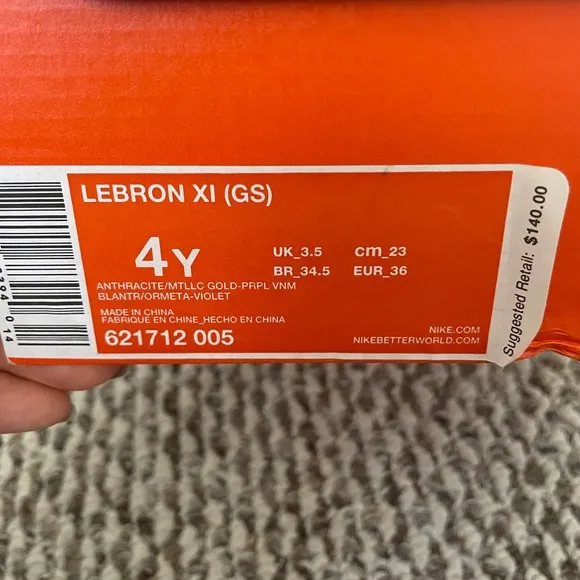 LEBRON XI (GS)
4Y
UK_3.5 cm_23
BR_34.5 EUR_36
ANTHRACITE/MTLLC GOLD-PRPL VNM
BLANTR/ORMETA-VIOLET
MADE IN CHINA
FABRIQUE EN CHINE_HECHO EN CHINA
621712 005
NIKE.COM
NIKEBETTERWORLD.COM
Suggested Retail: $140.00